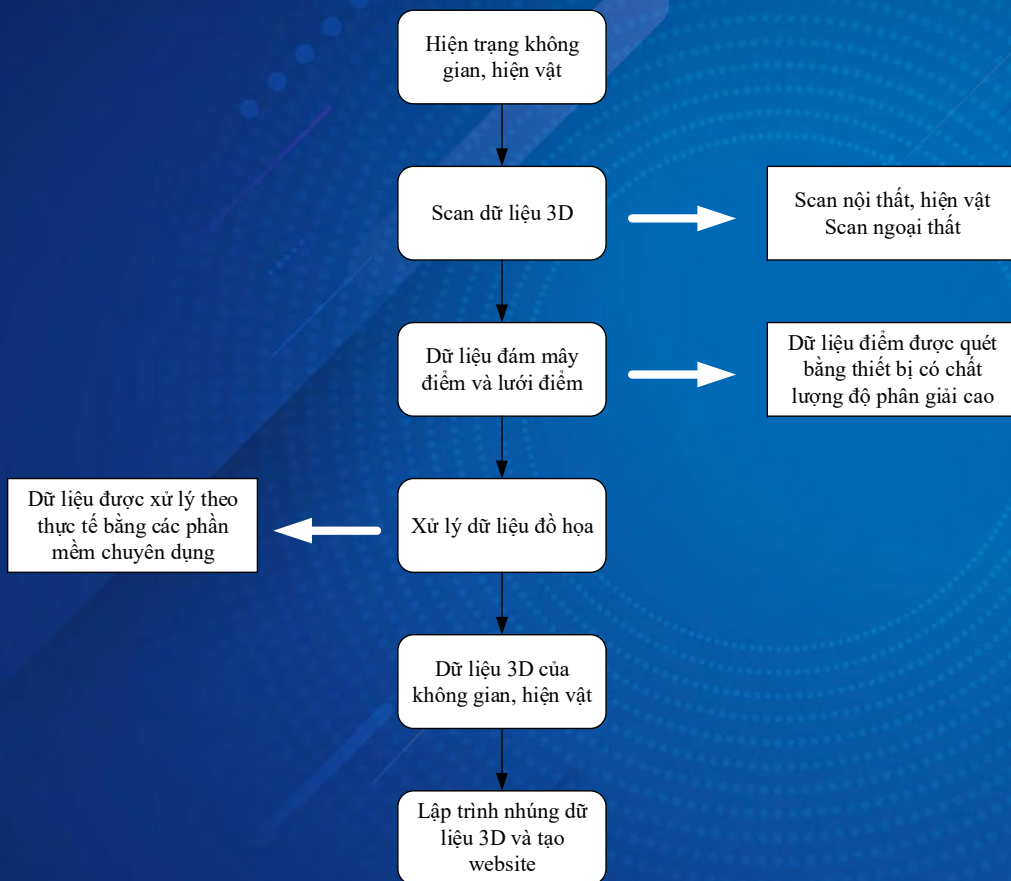 Hiện trạng không
gian, hiện vật
Scan dữ liệu 3D
Scan nội thất, hiện vật
Scan ngoại thất
Dữ liệu đám mây
điểm và lưới điểm
Dữ liệu điểm được quét
bằng thiết bị có chất
lượng độ phân giải cao
Dữ liệu được xử lý theo
thực tế bằng các phần
mềm chuyên dụng
Xử lý dữ liệu đồ họa
Dữ liệu 3D của
không gian, hiện vật
Lập trình nhúng dữ
liệu 3D và tạo
website